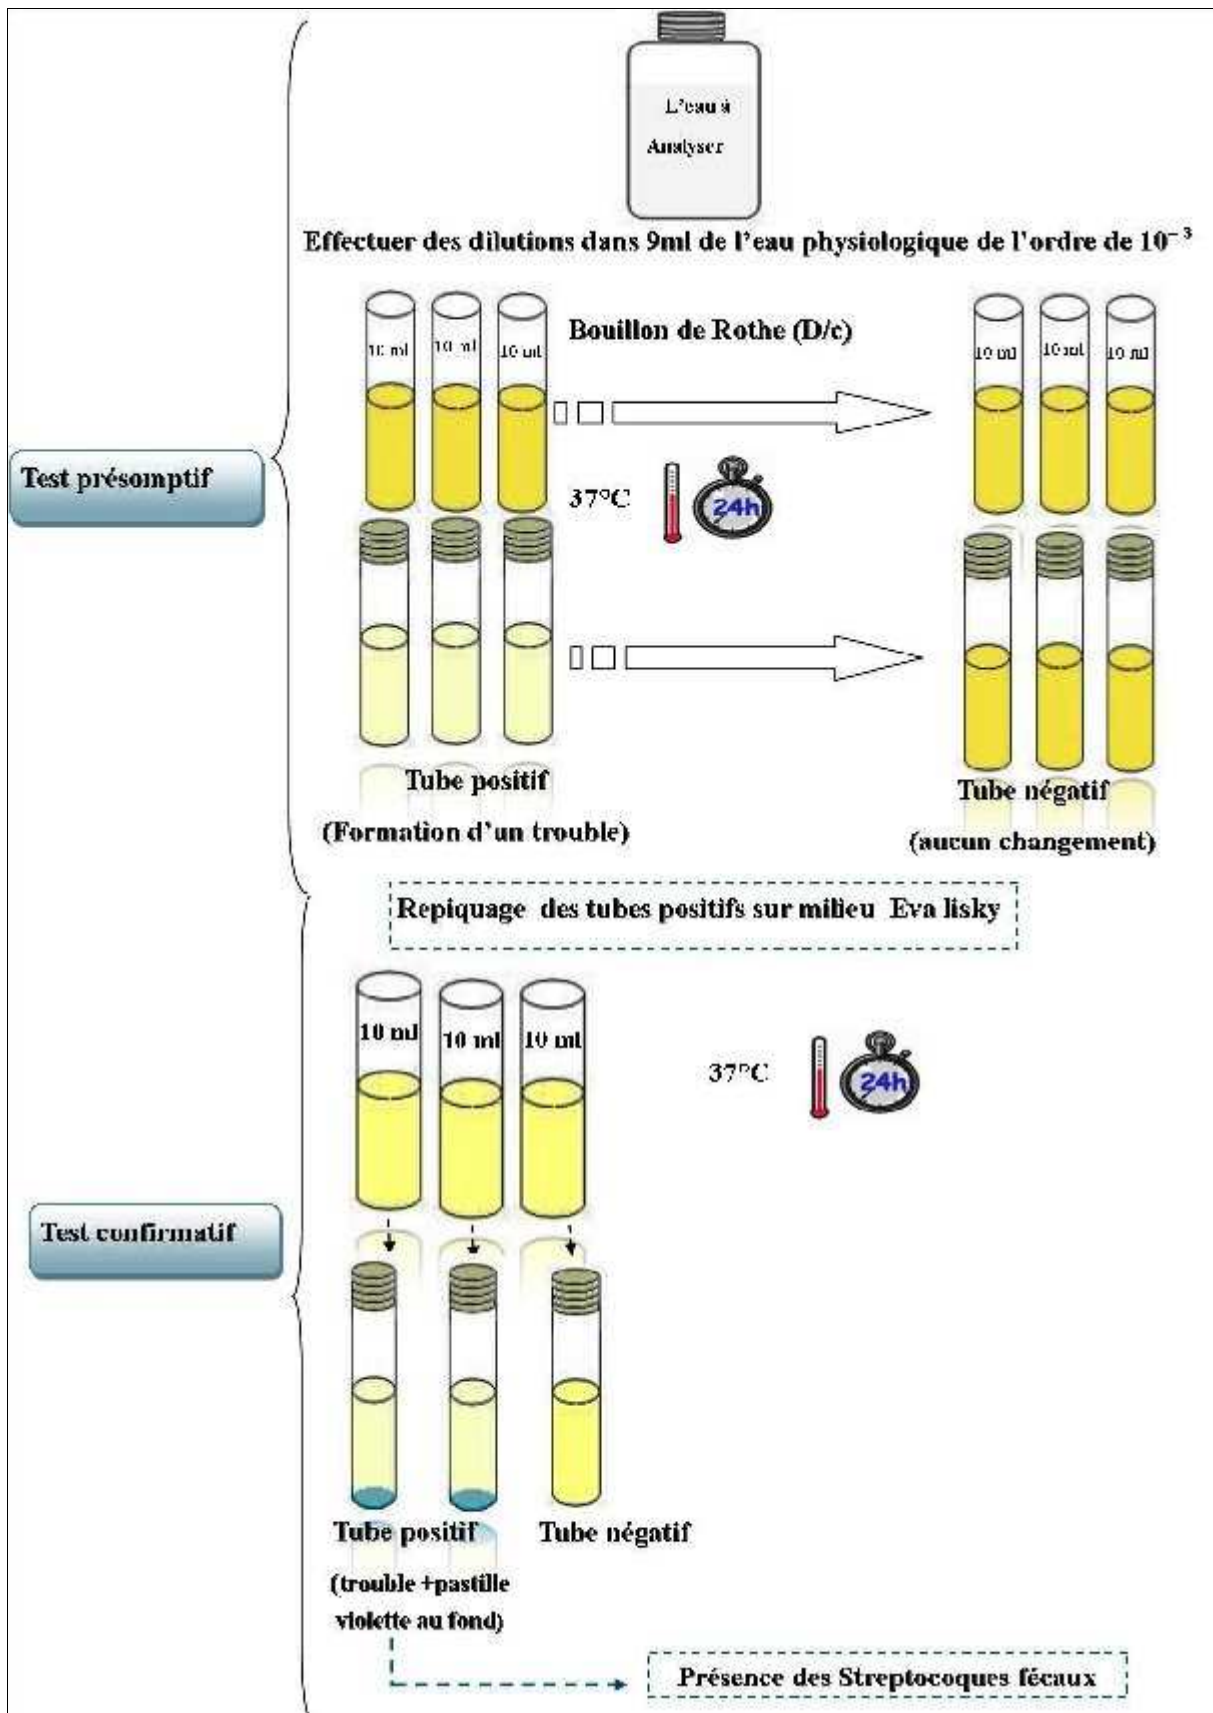 L'eau à
Analyser
Effectuer des dilutions dans 9ml de l'eau physiologique de l'ordre de 10⁻³
10 ml 10 ml 10 ml
Bouillon de Rothe (D/c)
10 ml 10ml 10 ml
Test présomptif
37°C
24h
Tube positif
(Formation d'un trouble)
Tube négatif
(aucun changement)
Repiquage des tubes positifs sur milieu Eva lisky
10 ml 10 ml 10 ml
37°C
24h
Test confirmatif
Tube positif
(trouble +pastille
violette au fond)
Tube négatif
Présence des Streptocoques fécaux